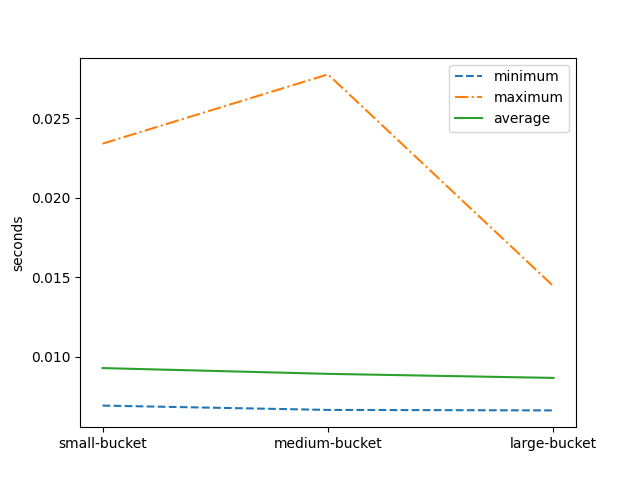 minimum
maximum
average
0.025
0.020
0.015
0.010
seconds
small-bucket
medium-bucket
large-bucket